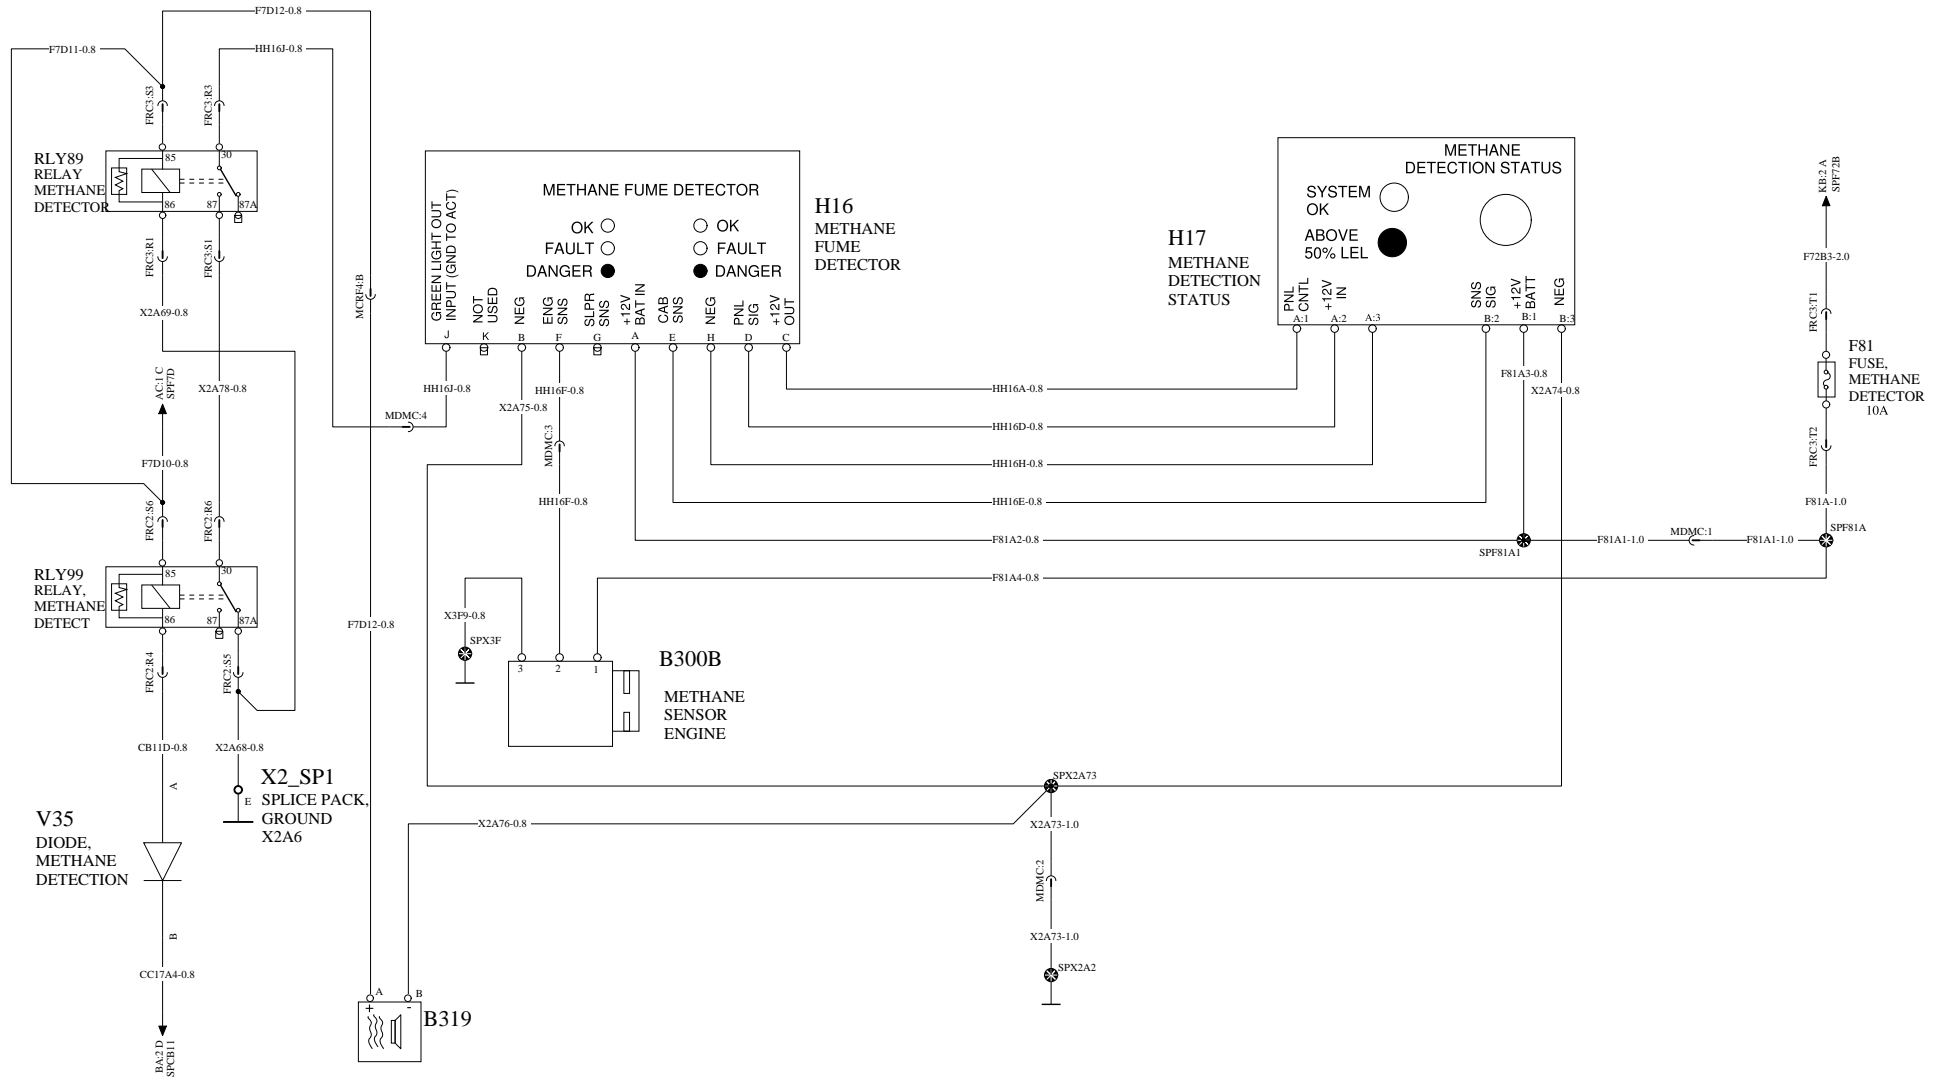 F7D12-0.8
F7D11-0.8
HH16J-0.8
FRC3:S3
FRC3:R3
RLY89
RELAY
METHANE
DETECTOR
85
30
86
87
87A
FRC3:R1
FRC3:S1
X2A69-0.8
AC:1 C
SPF7D
X2A78-0.8
F7D10-0.8
FRC2:S6
FRC2:R6
RLY99
RELAY,
METHANE
DETECT
85
30
86
87
87A
FRC2:R4
FRC2:S5
CB11D-0.8
X2A68-0.8
A
X2_SP1
E
SPLICE PACK,
GROUND
X2A6
V35
DIODE,
METHANE
DETECTION
B
CC17A4-0.8
BA:2 D
SPCB11
MCRF4:B
F7D12-0.8
MDMC:4
METHANE FUME DETECTOR
OK
FAULT
DANGER
OK
FAULT
DANGER
GREEN LIGHT OUT
INPUT (GND TO ACT)
NOT
USED
NEG
ENG
SNS
SLPR
SNS
+12V
BAT IN
CAB
SNS
NEG
PNL
SIG
+12V
OUT
J
K
B
F
G
A
E
H
D
C
H16
METHANE
FUME
DETECTOR
HH16J-0.8
X2A75-0.8
HH16F-0.8
MDMC:3
HH16F-0.8
HH16A-0.8
HH16D-0.8
HH16H-0.8
HH16E-0.8
F81A2-0.8
F81A4-0.8
H17
METHANE
DETECTION
STATUS
METHANE
DETECTION STATUS
SYSTEM
OK
ABOVE
50% LEL
PNL
CNTL
+12V
IN
SNS
SIG
+12V
BATT
NEG
A:1
A:2
A:3
B:2
B:1
B:3
F81A3-0.8
X2A74-0.8
SPF81A1
F81A1-1.0
MDMC:1
F81A1-1.0
SPF81A
KB:2 A
SPF72B
F72B3-2.0
FRC3:T1
F81
FUSE,
METHANE
DETECTOR
10A
FRC3:T2
F81A-1.0
X3F9-0.8
SPX3F
3
2
1
B300B
METHANE
SENSOR
ENGINE
SPX2A73
X2A76-0.8
X2A73-1.0
MDMC:2
X2A73-1.0
SPX2A2
A
B
+
-
B319